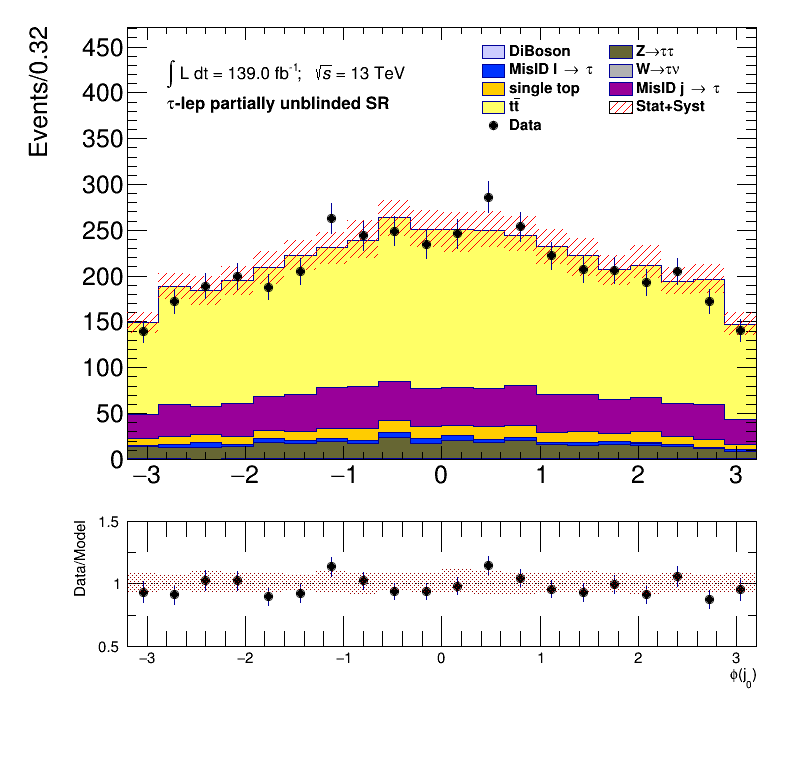 Events/0.32
450
400
350
300
250
200
150
100
50
0
∫ L dt = 139.0 fb⁻¹; √s = 13 TeV
τ-lep partially unblinded SR
DiBoson
Z→ττ
MisID l → τ
W→τν
single top
MisID j → τ
tt̄
Stat+Syst
Data
−3 −2 −1 0 1 2 3
Data/Model
1.5
1
0.5
−3 −2 −1 0 1 2 3
ϕ(j₀)